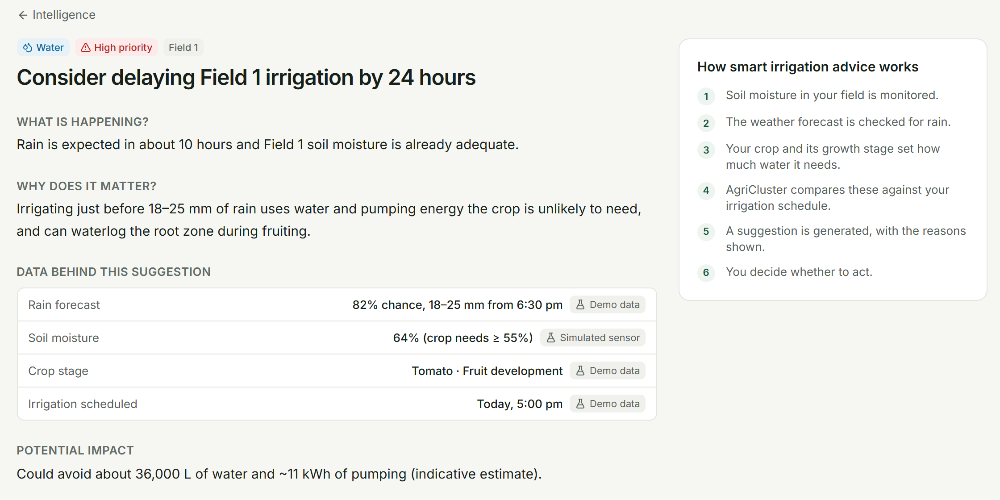 Intelligence
Water
High priority
Field 1
Consider delaying Field 1 irrigation by 24 hours
WHAT IS HAPPENING?
Rain is expected in about 10 hours and Field 1 soil moisture is already adequate.
WHY DOES IT MATTER?
Irrigating just before 18–25 mm of rain uses water and pumping energy the crop is unlikely to need,
and can waterlog the root zone during fruiting.
DATA BEHIND THIS SUGGESTION
Rain forecast 82% chance, 18–25 mm from 6:30 pm Demo data
Soil moisture 64% (crop needs ≥ 55%) Simulated sensor
Crop stage Tomato · Fruit development Demo data
Irrigation scheduled Today, 5:00 pm Demo data
POTENTIAL IMPACT
Could avoid about 36,000 L of water and ~11 kWh of pumping (indicative estimate).
How smart irrigation advice works
1 Soil moisture in your field is monitored.
2 The weather forecast is checked for rain.
3 Your crop and its growth stage set how
much water it needs.
4 AgriCluster compares these against your
irrigation schedule.
5 A suggestion is generated, with the reasons
shown.
6 You decide whether to act.